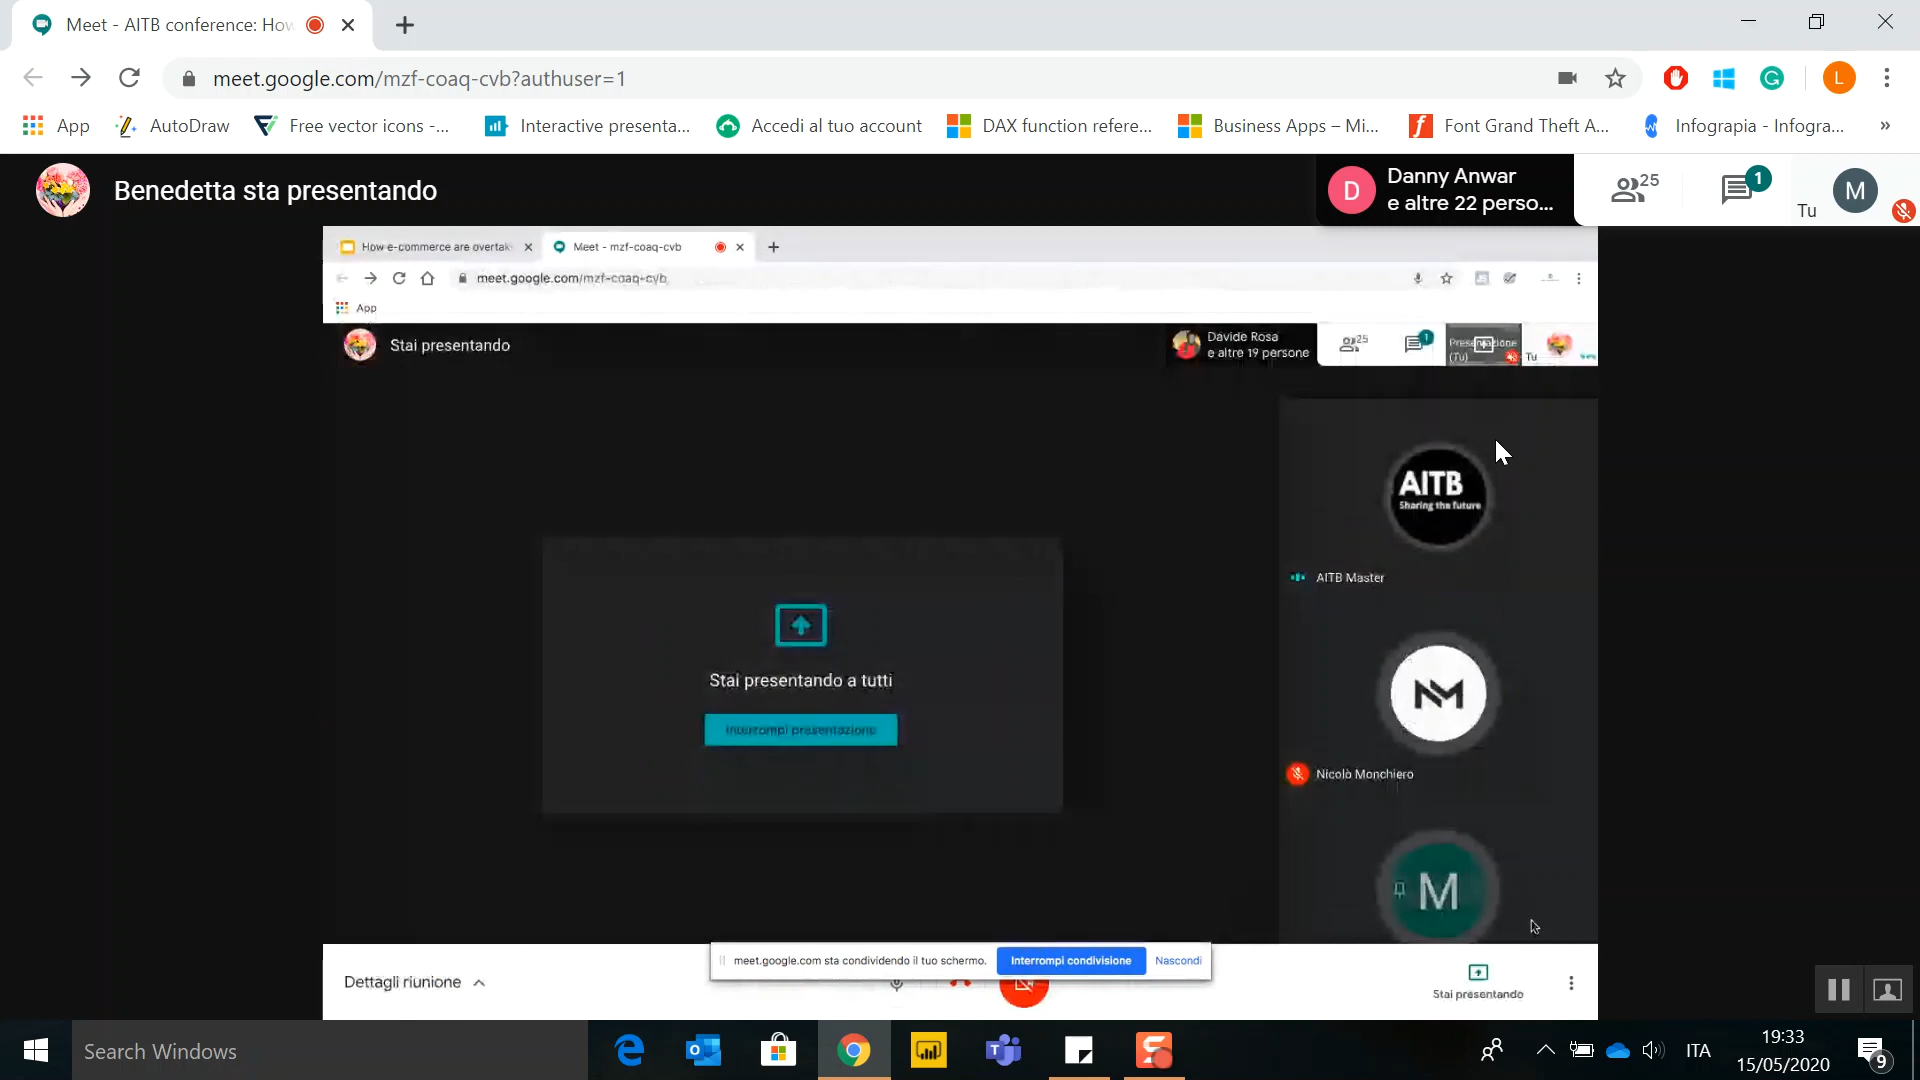 Meet - AITB conference: How
meet.google.com/mzf-coaq-cvb?authuser=1
L
App
AutoDraw
Free vector icons -...
Interactive presenta...
Accedi al tuo account
DAX function refere...
Business Apps – Mi...
Font Grand Theft A...
Infograpia - Infogra...
»
Benedetta sta presentando
D
Danny Anwar
e altre 22 perso...
25
1
Tu
M
How e-commerce are overtak
Meet - mzf-coaq-cvb
meet.google.com/mzf-coaq-cvb
App
Stai presentando
Davide Rosa
e altre 19 persone
25
1
Presentazione
(Tu)
Tu
AITB
Sharing the future
AITB Master
NM
Nicolò Monchiero
M
Stai presentando a tutti
Interrompi presentazione
Dettagli riunione
meet.google.com sta condividendo il tuo schermo.
Interrompi condivisione
Nascondi
Stai presentando
Search Windows
ITA
19:33
15/05/2020
9